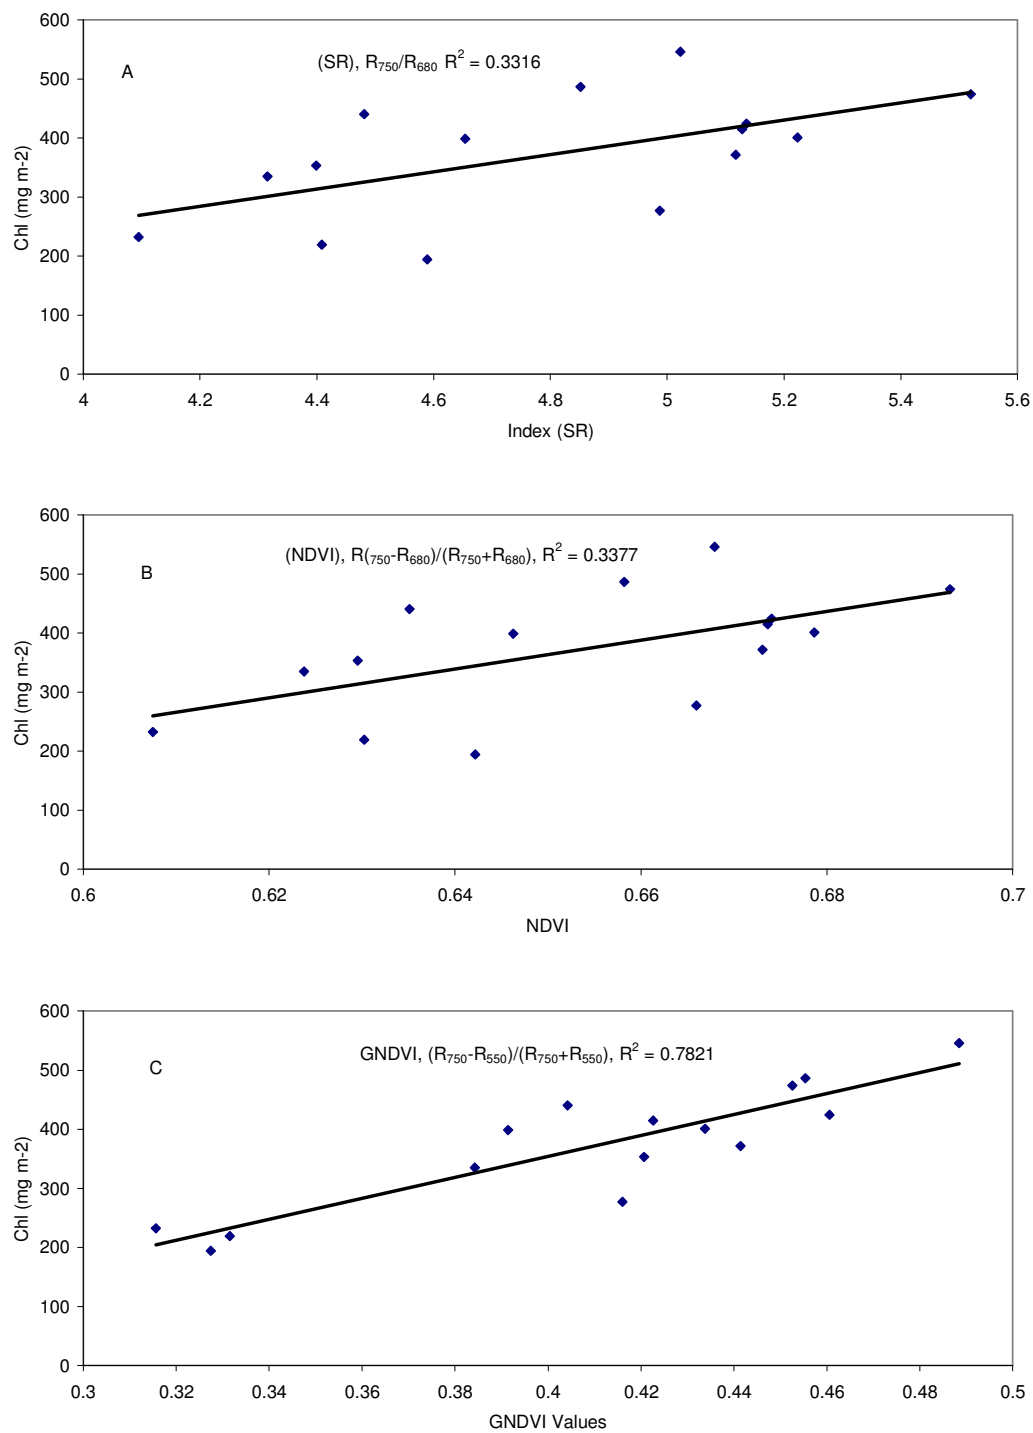 600
A
(SR), R750/R680 R2 = 0.3316
500
400
300
200
100
0
Chl (mg m-2)
4 4.2 4.4 4.6 4.8 5 5.2 5.4 5.6
Index (SR)
600
B
(NDVI), R(750-R680)/(R750+R680), R2 = 0.3377
500
400
300
200
100
0
Chl (mg m-2)
0.6 0.62 0.64 0.66 0.68 0.7
NDVI
600
C
GNDVI, (R750-R550)/(R750+R550), R2 = 0.7821
500
400
300
200
100
0
Chl (mg m-2)
0.3 0.32 0.34 0.36 0.38 0.4 0.42 0.44 0.46 0.48 0.5
GNDVI Values